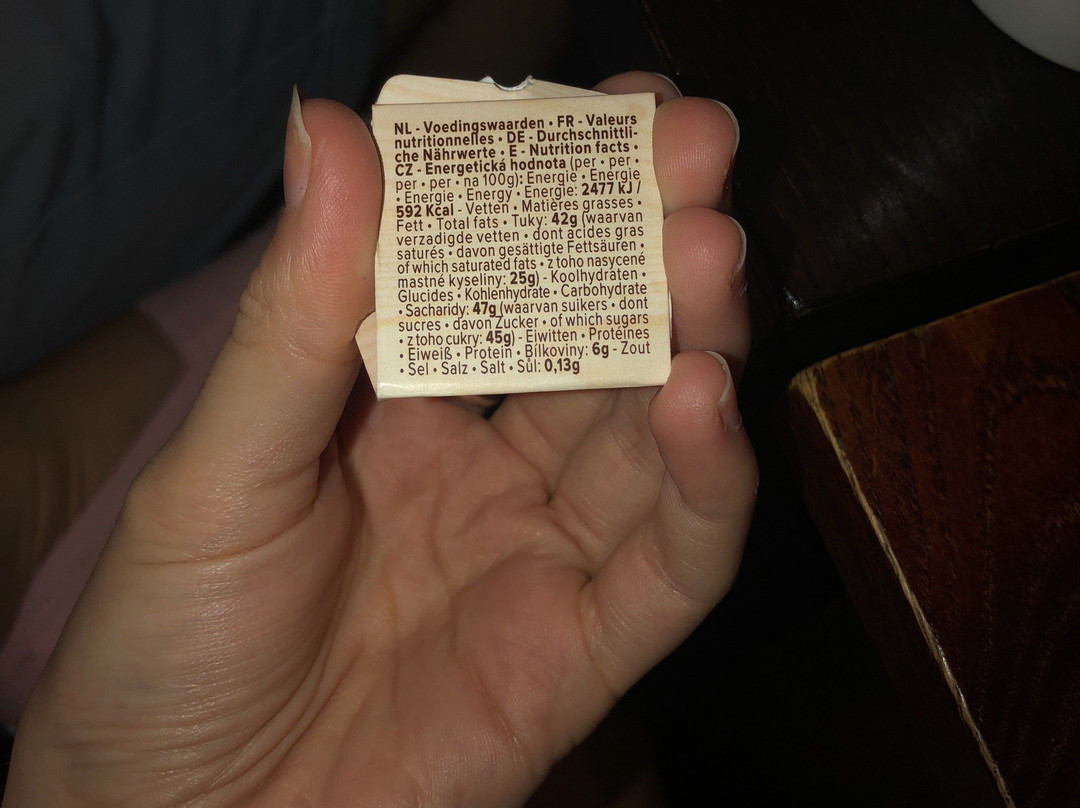 NL - Voedingswaarden • FR - Valeurs
nutritionnelles • DE - Durchschnittli-
che Nährwerte • E - Nutrition facts •
CZ - Energetická hodnota (per • per •
per • per • na 100g): Energie • Énergie
• Energie • Energy • Energie: 2477 kJ /
592 Kcal - Vetten • Matières grasses •
Fett • Total fats • Tuky: 42g (waarvan
verzadigde vetten • dont acides gras
saturés • davon gesättigte Fettsäuren •
of which saturated fats • z toho nasycené
mastné kyseliny: 25g) - Koolhydraten •
Glucides • Kohlenhydrate • Carbohydrate
• Sacharidy: 47g (waarvan suikers • dont
sucres • davon Zucker • of which sugars
• z toho cukry: 45g) - Eiwitten • Protéines
• Eiweiß • Protein • Bílkoviny: 6g - Zout
• Sel • Salz • Salt • Sůl: 0,13g